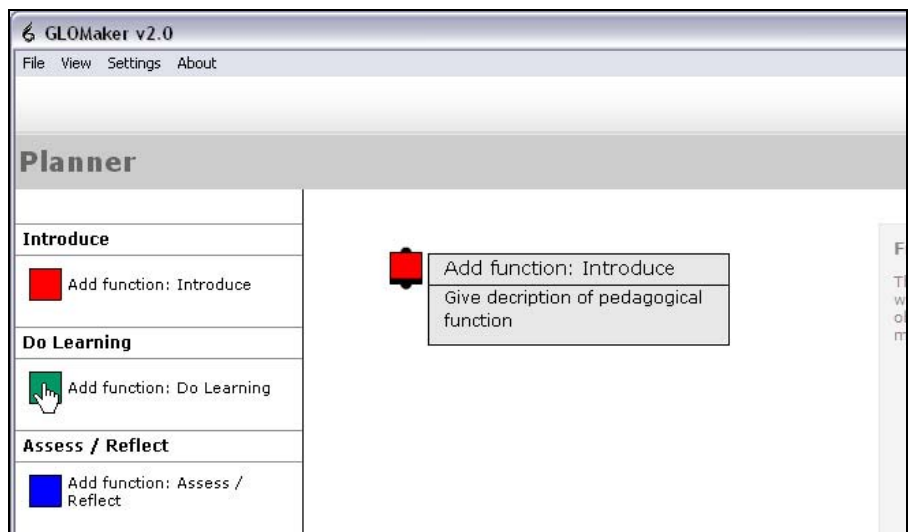 GLOMaker v2.0
File View Settings About
Planner
Introduce
Add function: Introduce
Do Learning
Add function: Do Learning
Assess / Reflect
Add function: Assess /
Reflect
Add function: Introduce
Give decription of pedagogical
function